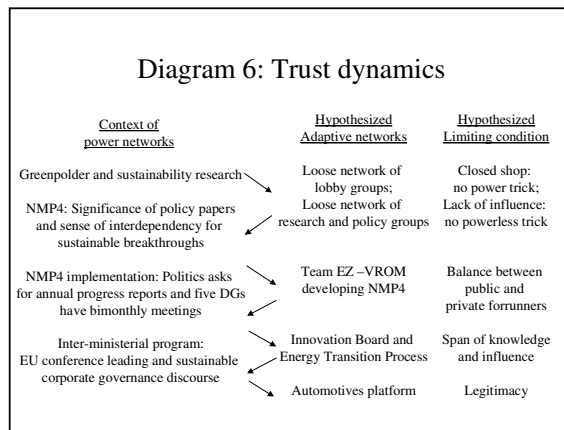 Diagram 6: Trust dynamics
Context of
power networks
Hypothesized
Adaptive networks
Hypothesized
Limiting condition
Greenpolder and sustainability research
Loose network of
lobby groups;
Loose network of
research and policy groups
Closed shop:
no power trick;
Lack of influence:
no powerless trick
NMP4: Significance of policy papers
and sense of interdependency for
sustainable breakthroughs
NMP4 implementation: Politics asks
for annual progress reports and five DGs
have bimonthly meetings
Team EZ –VROM
developing NMP4
Balance between
public and
private forrunners
Inter-ministerial program:
EU conference leading and sustainable
corporate governance discourse
Innovation Board and
Energy Transition Process
Span of knowledge
and influence
Automotives platform
Legitimacy